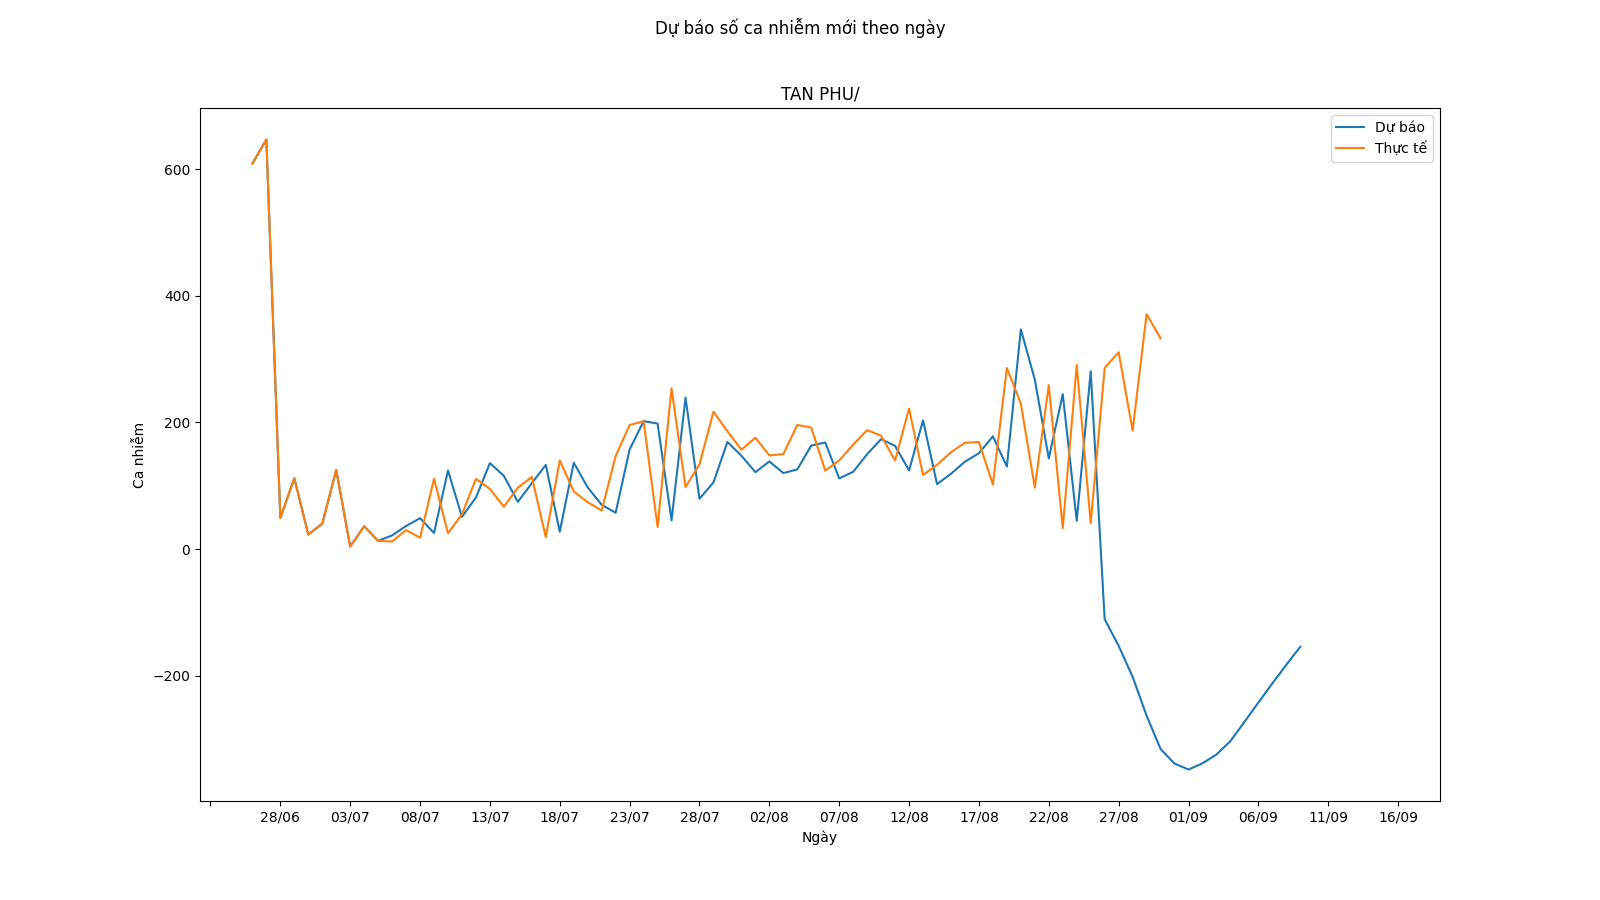 Dự báo số ca nhiễm mới theo ngày
TAN PHU/
Dự báo
Thực tế
600
400
200
0
−200
Ca nhiễm
28/06 03/07 08/07 13/07 18/07 23/07 28/07 02/08 07/08 12/08 17/08 22/08 27/08 01/09 06/09 11/09 16/09
Ngày